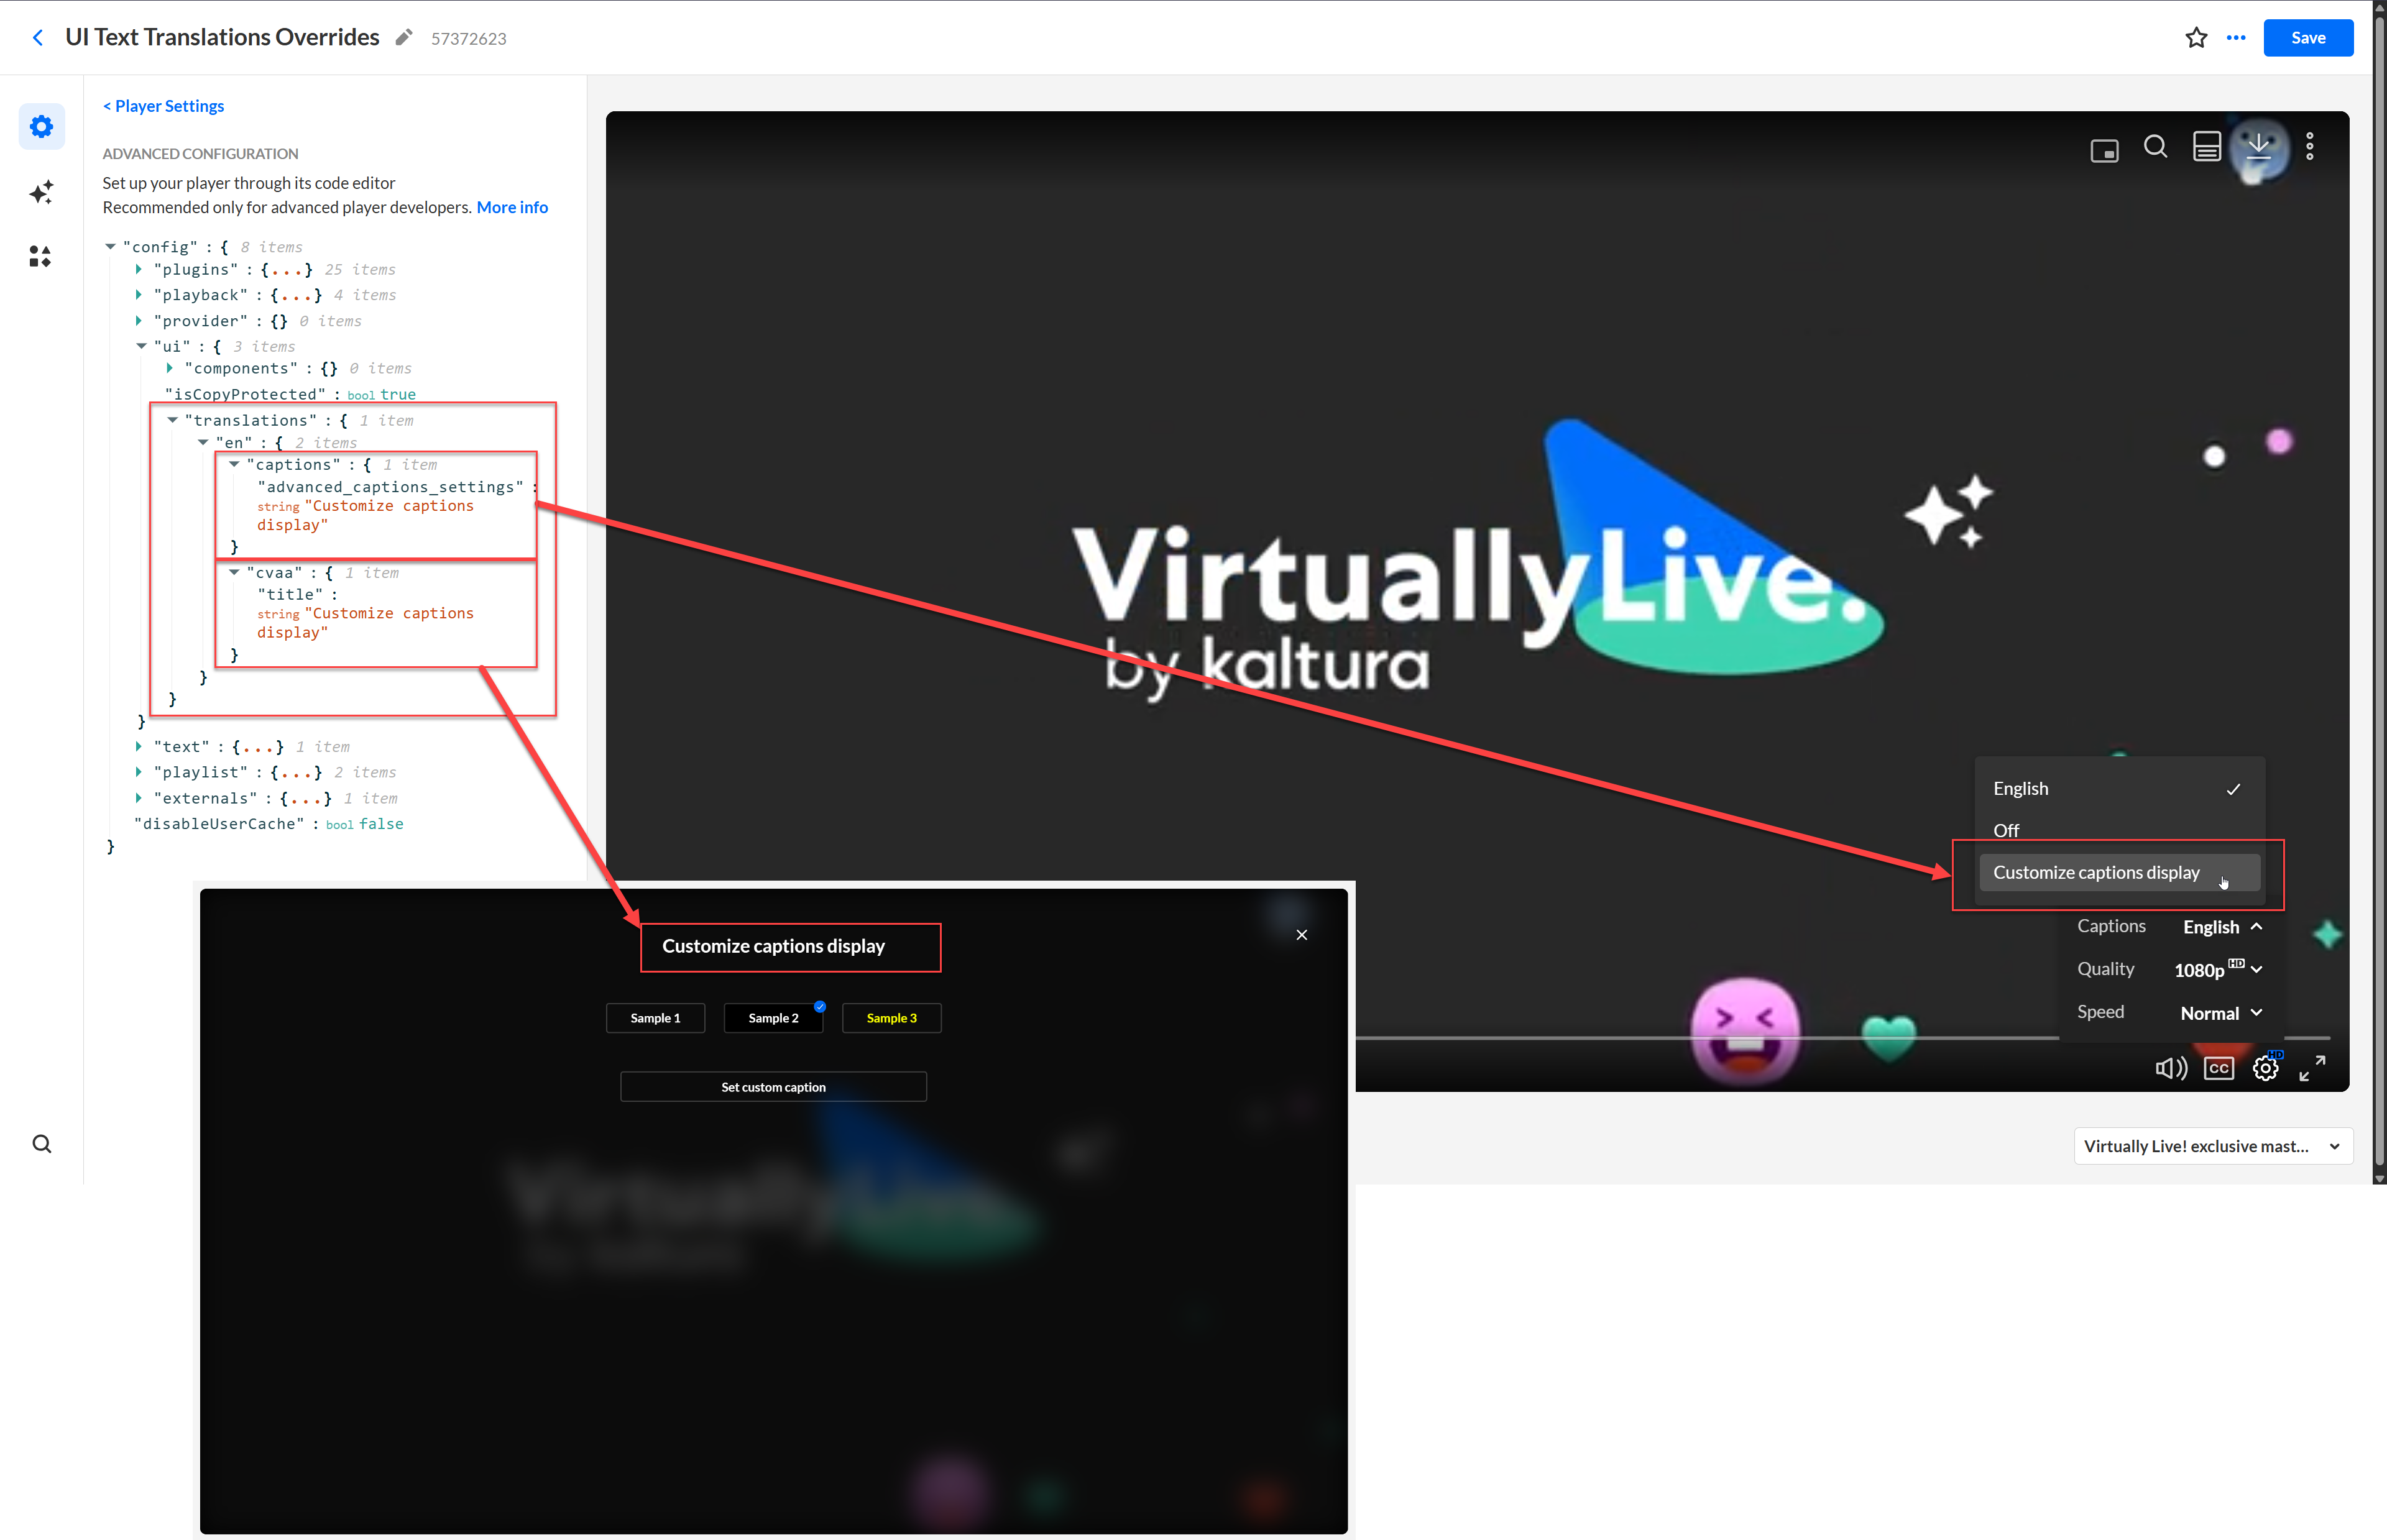 UI Text Translations Overrides 57372623
Save
< Player Settings
ADVANCED CONFIGURATION
Set up your player through its code editor
Recommended only for advanced player developers. More info
"config" : { 8 items
"plugins" : {...} 25 items
"playback" : {...} 4 items
"provider" : {} 0 items
"ui" : { 3 items
"components" : {} 0 items
"isCopyProtected" : bool true
"translations" : { 1 item
"en" : { 2 items
"captions" : { 1 item
"advanced_captions_settings" :
string "Customize captions
display"
}
"cvaa" : { 1 item
"title" :
string "Customize captions
display"
}
}
}
}
"text" : {...} 1 item
"playlist" : {...} 2 items
"externals" : {...} 1 item
"disableUserCache" : bool false
}
VirtuallyLive.
by kaltura
English
Off
Customize captions display
Captions English
Quality 1080p HD
Speed Normal
CC HD
Virtually Live! exclusive mast...
Customize captions display
Sample 1 Sample 2 Sample 3
Set custom caption
VirtuallyLive.
by kaltura